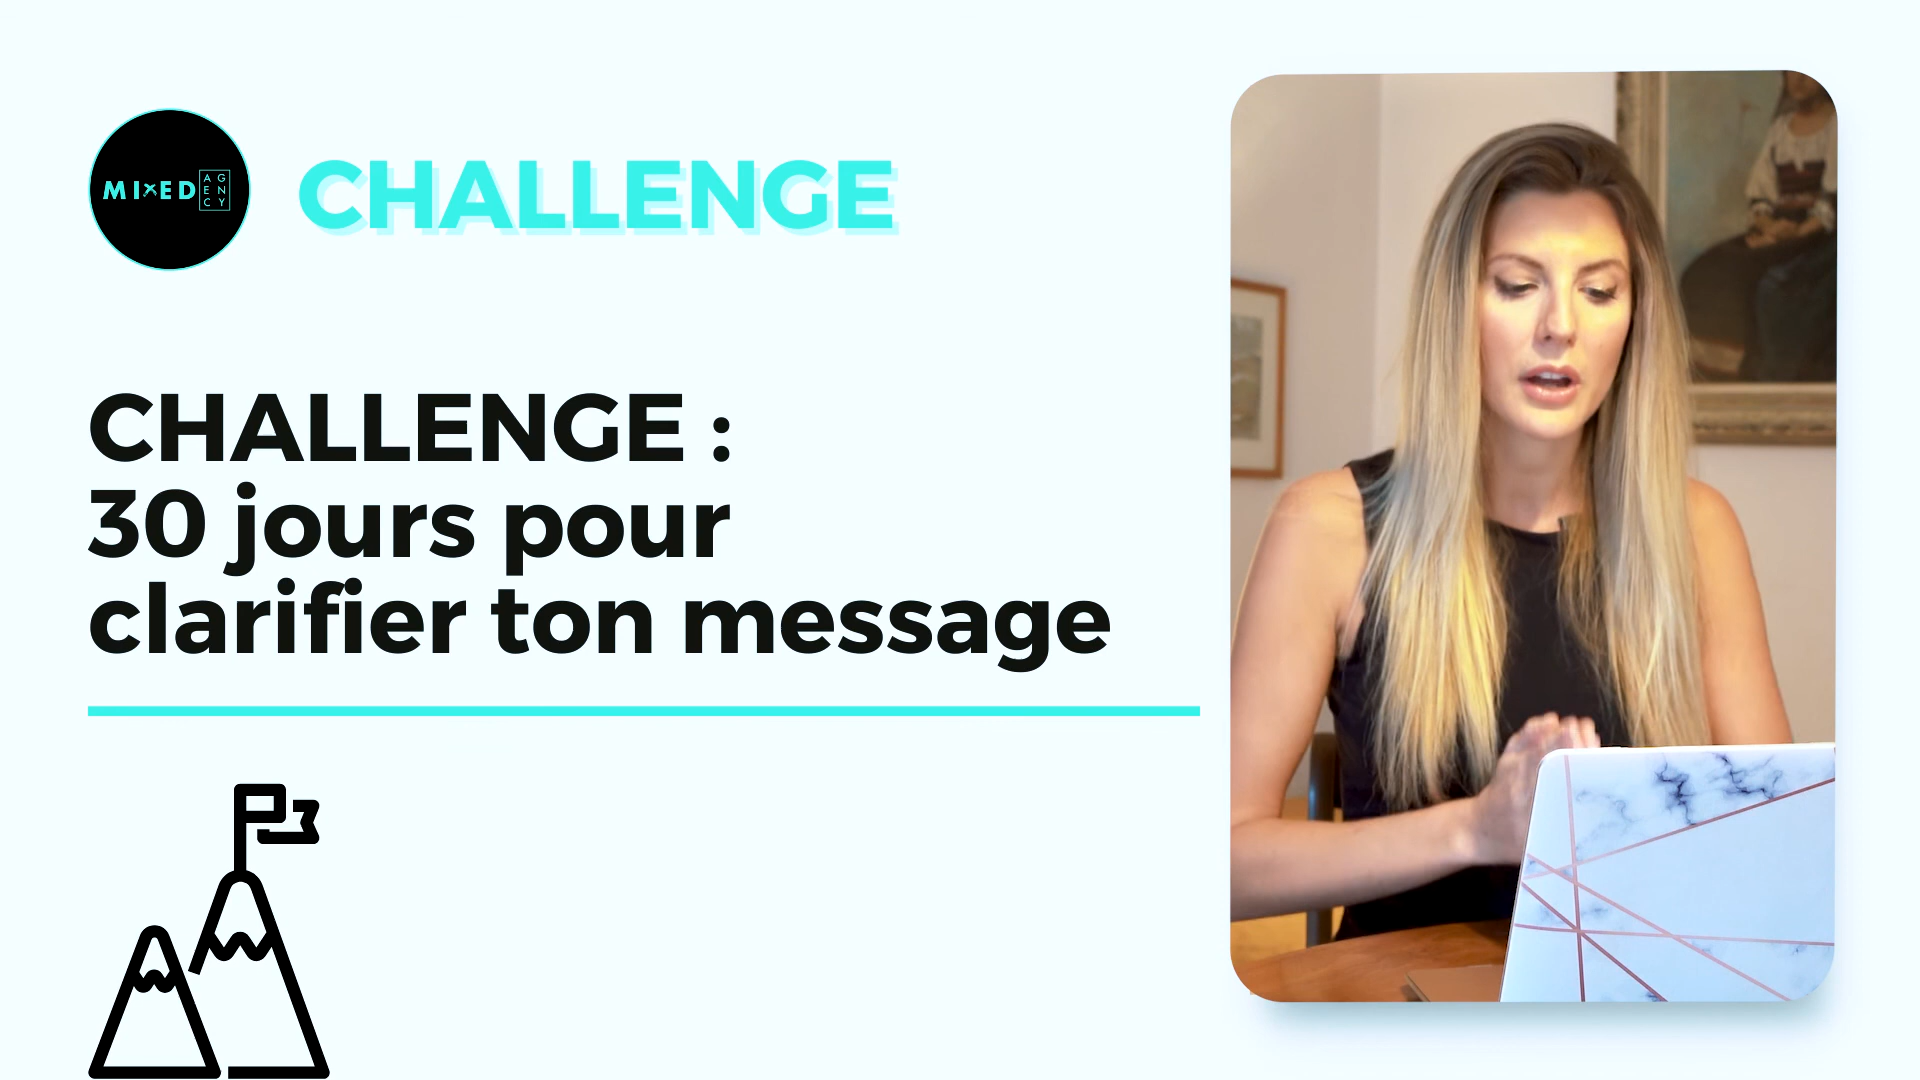 MIXED AGENCY
CHALLENGE
CHALLENGE :
30 jours pour
clarifier ton message